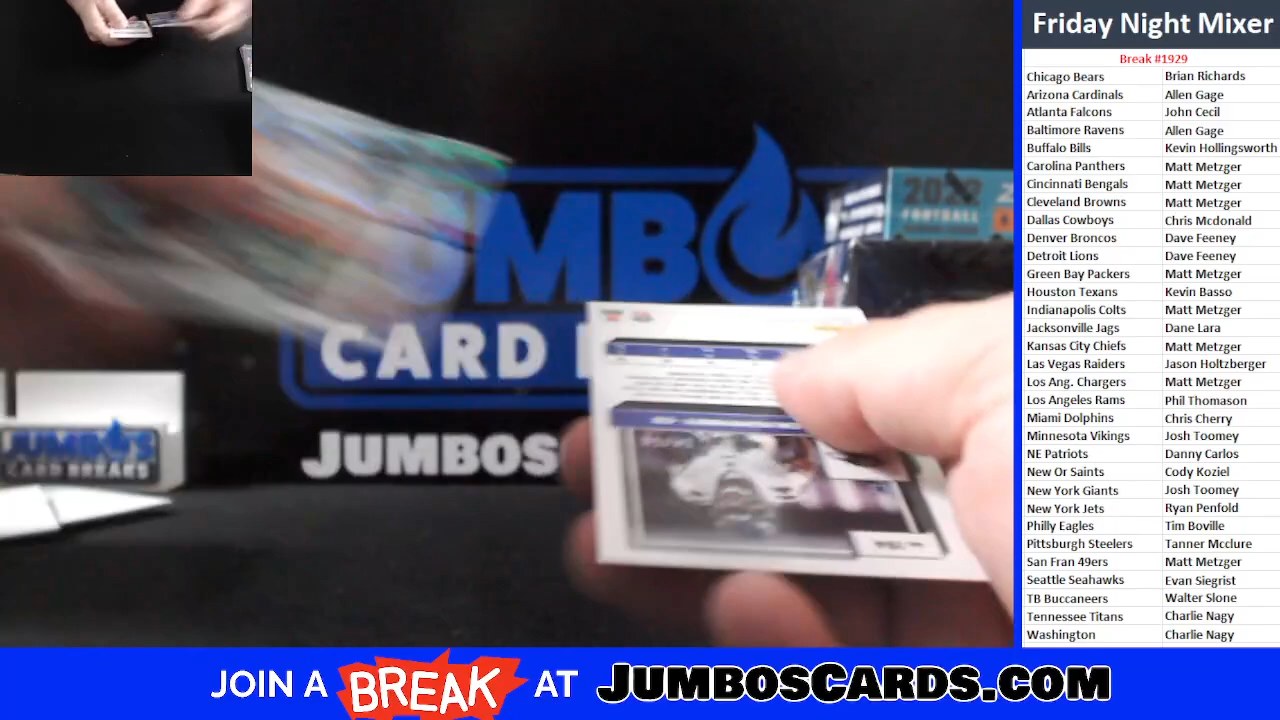 Friday Night Mixer
Break #1929
Chicago Bears Brian Richards
Arizona Cardinals Allen Gage
Atlanta Falcons John Cecil
Baltimore Ravens Allen Gage
Buffalo Bills Kevin Hollingsworth
Carolina Panthers Matt Metzger
Cincinnati Bengals Matt Metzger
Cleveland Browns Matt Metzger
Dallas Cowboys Chris Mcdonald
Denver Broncos Dave Feeney
Detroit Lions Dave Feeney
Green Bay Packers Matt Metzger
Houston Texans Kevin Basso
Indianapolis Colts Matt Metzger
Jacksonville Jags Dane Lara
Kansas City Chiefs Matt Metzger
Las Vegas Raiders Jason Holtzberger
Los Ang. Chargers Matt Metzger
Los Angeles Rams Phil Thomason
Miami Dolphins Chris Cherry
Minnesota Vikings Josh Toomey
NE Patriots Danny Carlos
New Or Saints Cody Koziel
New York Giants Josh Toomey
New York Jets Ryan Penfold
Philly Eagles Tim Boville
Pittsburgh Steelers Tanner Mcclure
San Fran 49ers Matt Metzger
Seattle Seahawks Evan Siegrist
TB Buccaneers Walter Slone
Tennessee Titans Charlie Nagy
Washington Charlie Nagy
UMBO
CARD
JUMBOS
FOOTBALL
JUMBOS
CARD BREAKS
JOIN A BREAK AT JUMBOSCARDS.COM